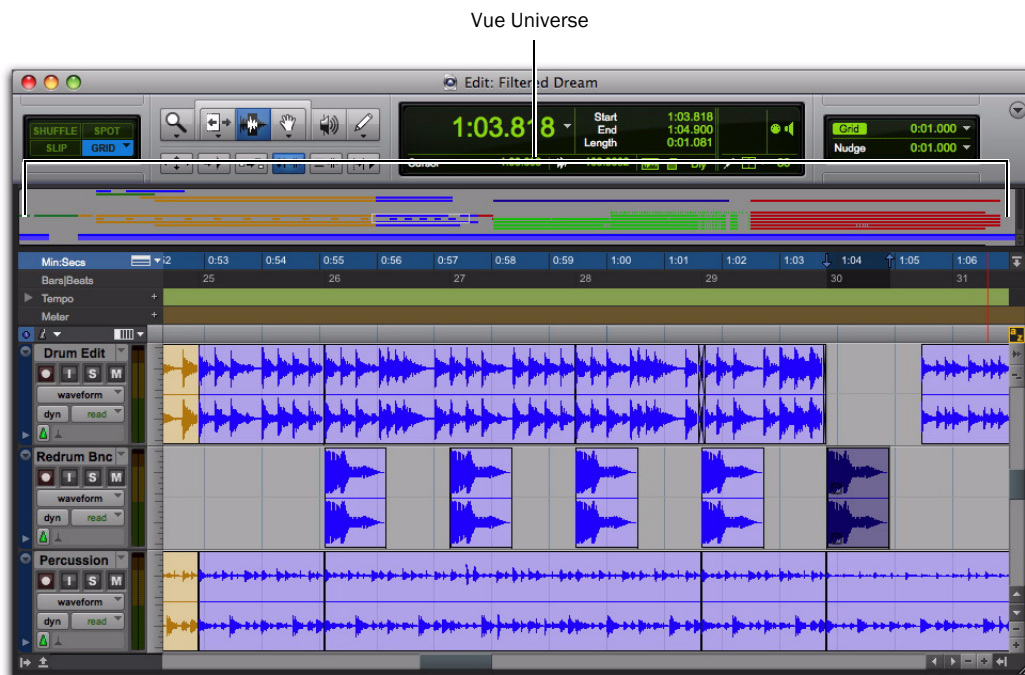 Vue Universe
Edit: Filtered Dream
SHUFFLE SPOT
SLIP GRID
1:03.818
Start 1:03.818
End 1:04.900
Length 0:01.081
Grid 0:01.000
Nudge 0:01.000
Cursor Dly
Min:Secs 0:53 0:54 0:55 0:56 0:57 0:58 0:59 1:00 1:01 1:02 1:03 1:04 1:05 1:06
Bars|Beats 25 26 27 28 29 30 31
Tempo +
Meter +
a z
Drum Edit
I S M
waveform
dyn read
Redrum Bnc
I S M
waveform
dyn read
Percussion
I S M
waveform
dyn read